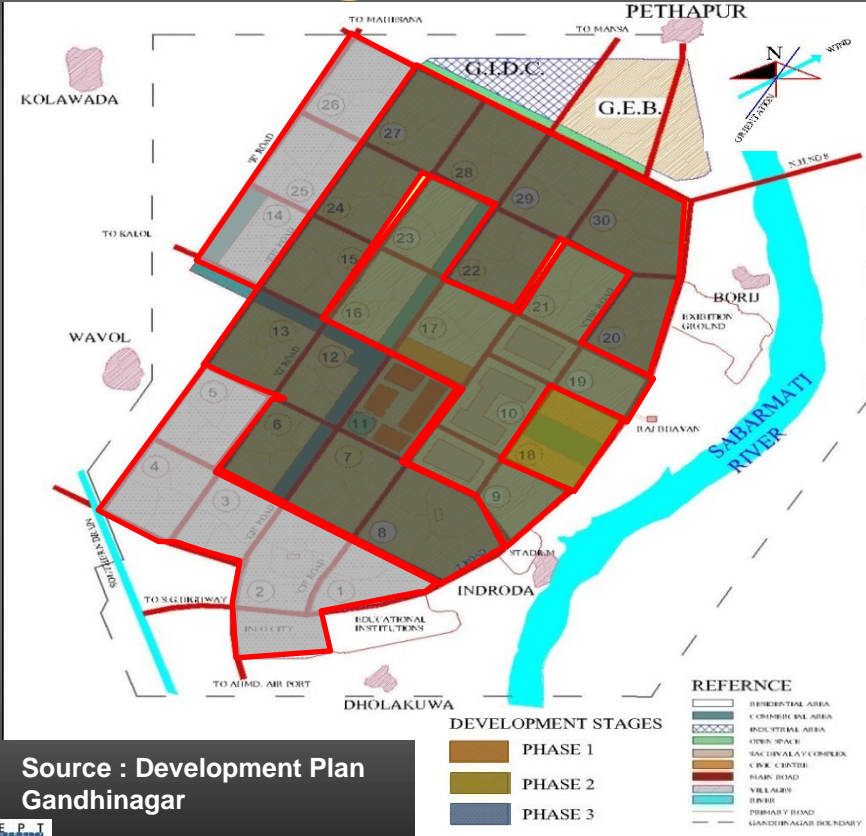 TO MAHESANA
PETHAPUR
TO MANSA
N
WIND
ORIENTATION
KOLAWADA
G.I.D.C.
G.E.B.
N.H.NO 8
26
27
28
29
30
25
24
14
23
22
21
20
15
16
17
13
12
19
10
11
18
5
6
7
4
3
8
9
2
1
TO KALOL
WAVOL
BORIJ
EXIBITION
GROUND
RAJ BHAVAN
SABARMATI
RIVER
STADIUM
INDRODA
TO S.G.HIGHWAY
INFO CITY
EDUCATIONAL
INSTITUTIONS
TO AHMD. AIR PORT
DHOLAKUWA
DEVELOPMENT STAGES
PHASE 1
PHASE 2
PHASE 3
REFERNCE
RESIDENTIAL AREA
COMMERCIAL AREA
INDUSTRIAL AREA
OPEN SPACE
SACHIVALAY COMPLEX
CIVIC CENTER
MAIN ROAD
VILLAGES
RIVER
PRIMARY ROAD
GANDHINAGAR BOUNDARY
Source : Development Plan
Gandhinagar
E P T